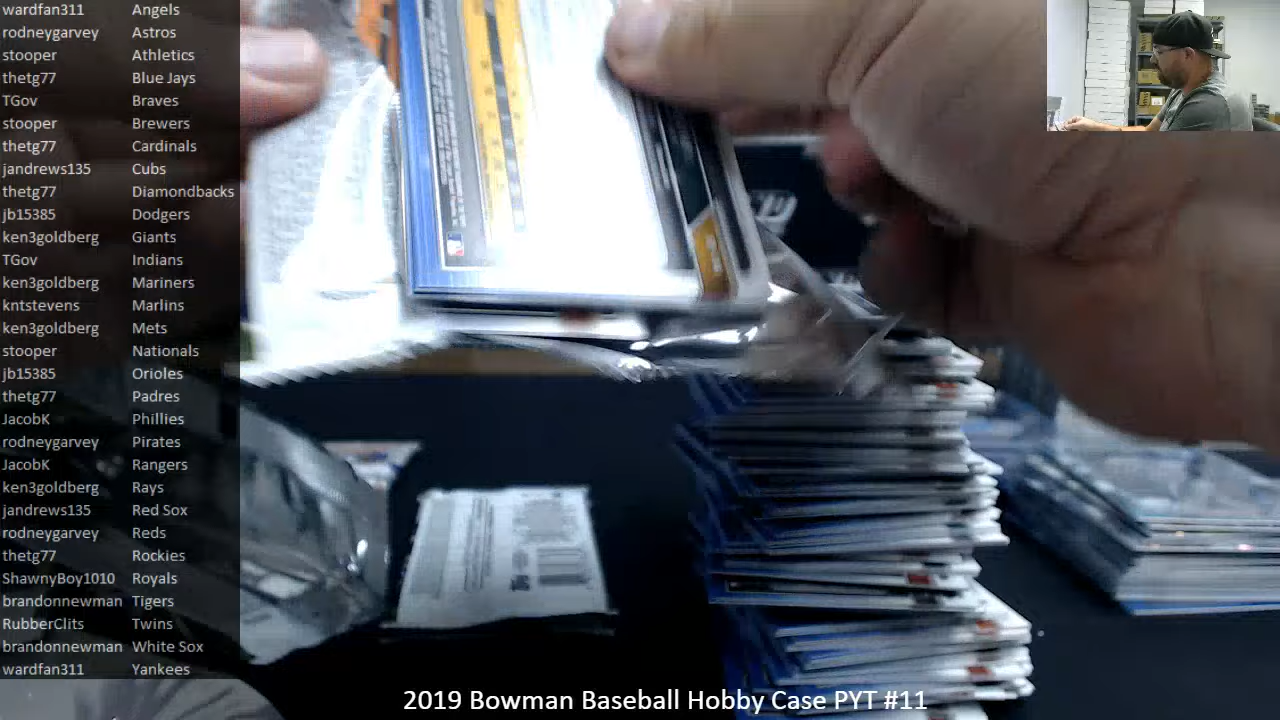 wardfan311 Angels
rodneygarvey Astros
stooper Athletics
thetg77 Blue Jays
TGov Braves
stooper Brewers
thetg77 Cardinals
jandrews135 Cubs
thetg77 Diamondbacks
jb15385 Dodgers
ken3goldberg Giants
TGov Indians
ken3goldberg Mariners
kntstevens Marlins
ken3goldberg Mets
stooper Nationals
jb15385 Orioles
thetg77 Padres
JacobK Phillies
rodneygarvey Pirates
JacobK Rangers
ken3goldberg Rays
jandrews135 Red Sox
rodneygarvey Reds
thetg77 Rockies
ShawnyBoy1010 Royals
brandonnewman Tigers
RubberClits Twins
brandonnewman White Sox
wardfan311 Yankees
2019 Bowman Baseball Hobby Case PYT #11